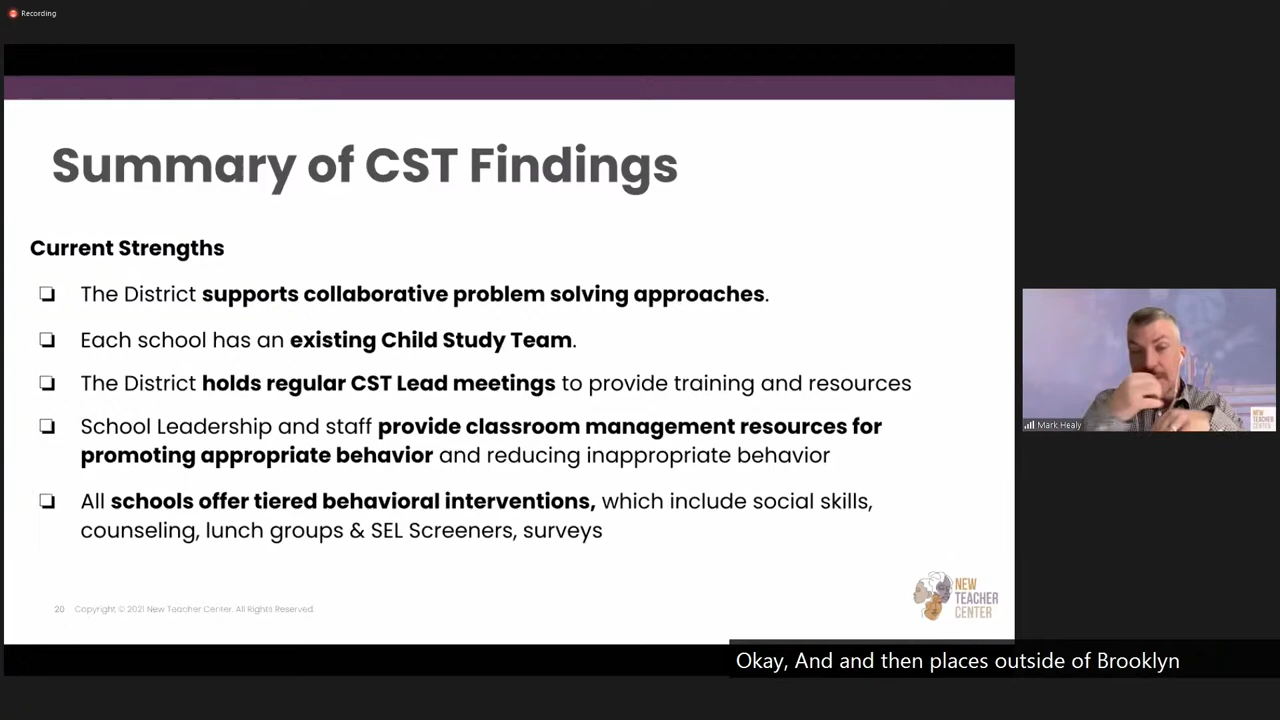 Recording
Summary of CST Findings
Current Strengths
The District supports collaborative problem solving approaches.
Each school has an existing Child Study Team.
The District holds regular CST Lead meetings to provide training and resources
School Leadership and staff provide classroom management resources for
promoting appropriate behavior and reducing inappropriate behavior
All schools offer tiered behavioral interventions, which include social skills,
counseling, lunch groups & SEL Screeners, surveys
20 Copyright © 2021 New Teacher Center. All Rights Reserved.
NEW
TEACHER
CENTER
Mark Healy
NEW
TEACHER
CENTER
Okay, And and then places outside of Brooklyn